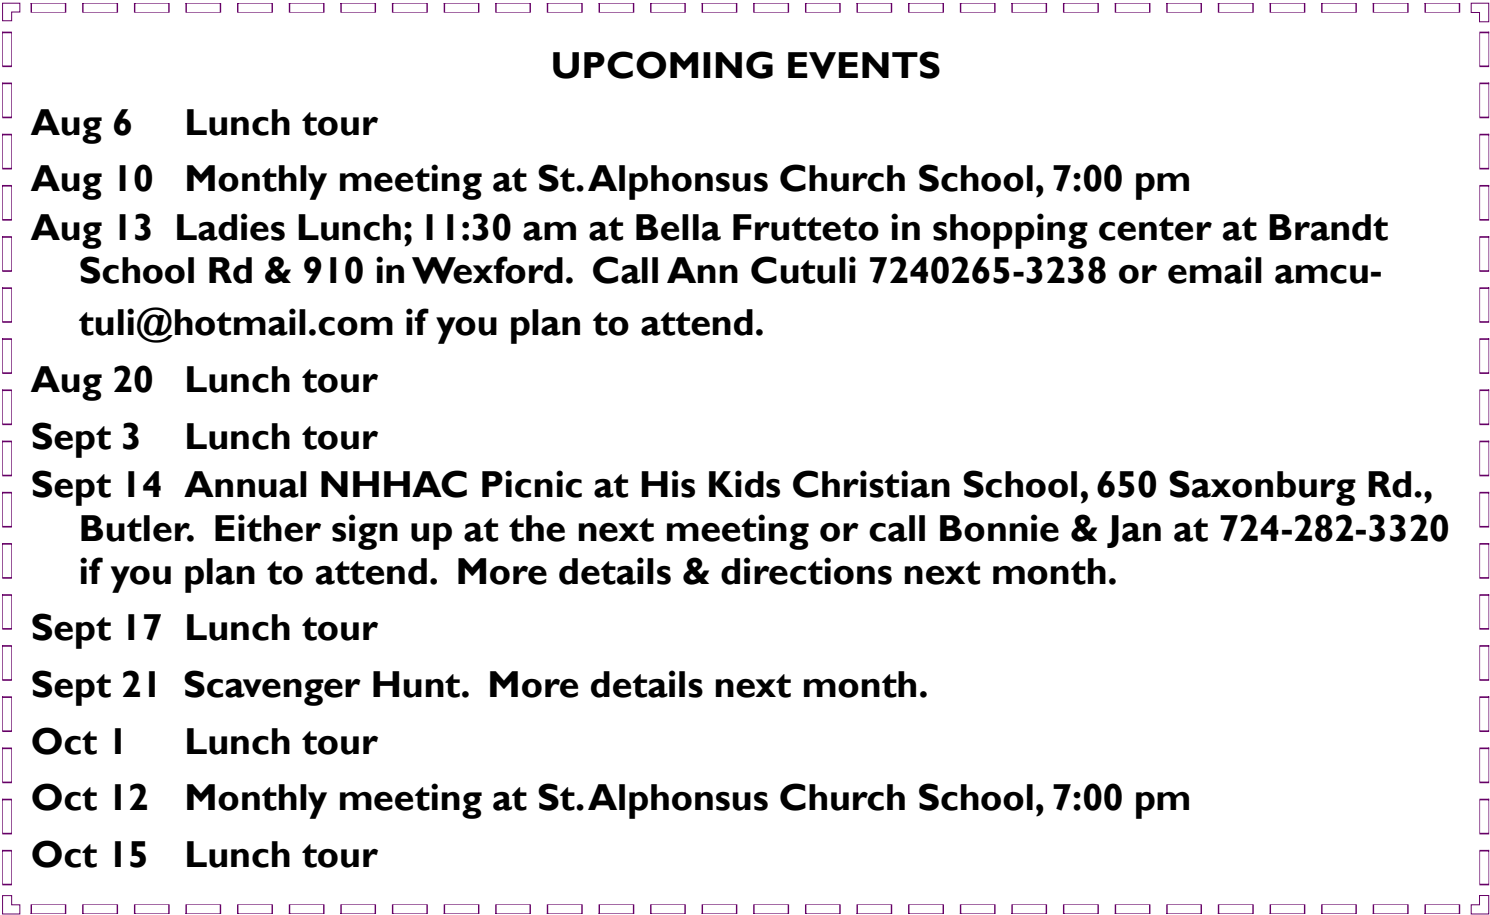 UPCOMING EVENTS
Aug 6 Lunch tour
Aug 10 Monthly meeting at St. Alphonsus Church School, 7:00 pm
Aug 13 Ladies Lunch; 11:30 am at Bella Frutteto in shopping center at Brandt
School Rd & 910 in Wexford. Call Ann Cutuli 7240265-3238 or email amcu-
tuli@hotmail.com if you plan to attend.
Aug 20 Lunch tour
Sept 3 Lunch tour
Sept 14 Annual NHHAC Picnic at His Kids Christian School, 650 Saxonburg Rd.,
Butler. Either sign up at the next meeting or call Bonnie & Jan at 724-282-3320
if you plan to attend. More details & directions next month.
Sept 17 Lunch tour
Sept 21 Scavenger Hunt. More details next month.
Oct 1 Lunch tour
Oct 12 Monthly meeting at St. Alphonsus Church School, 7:00 pm
Oct 15 Lunch tour